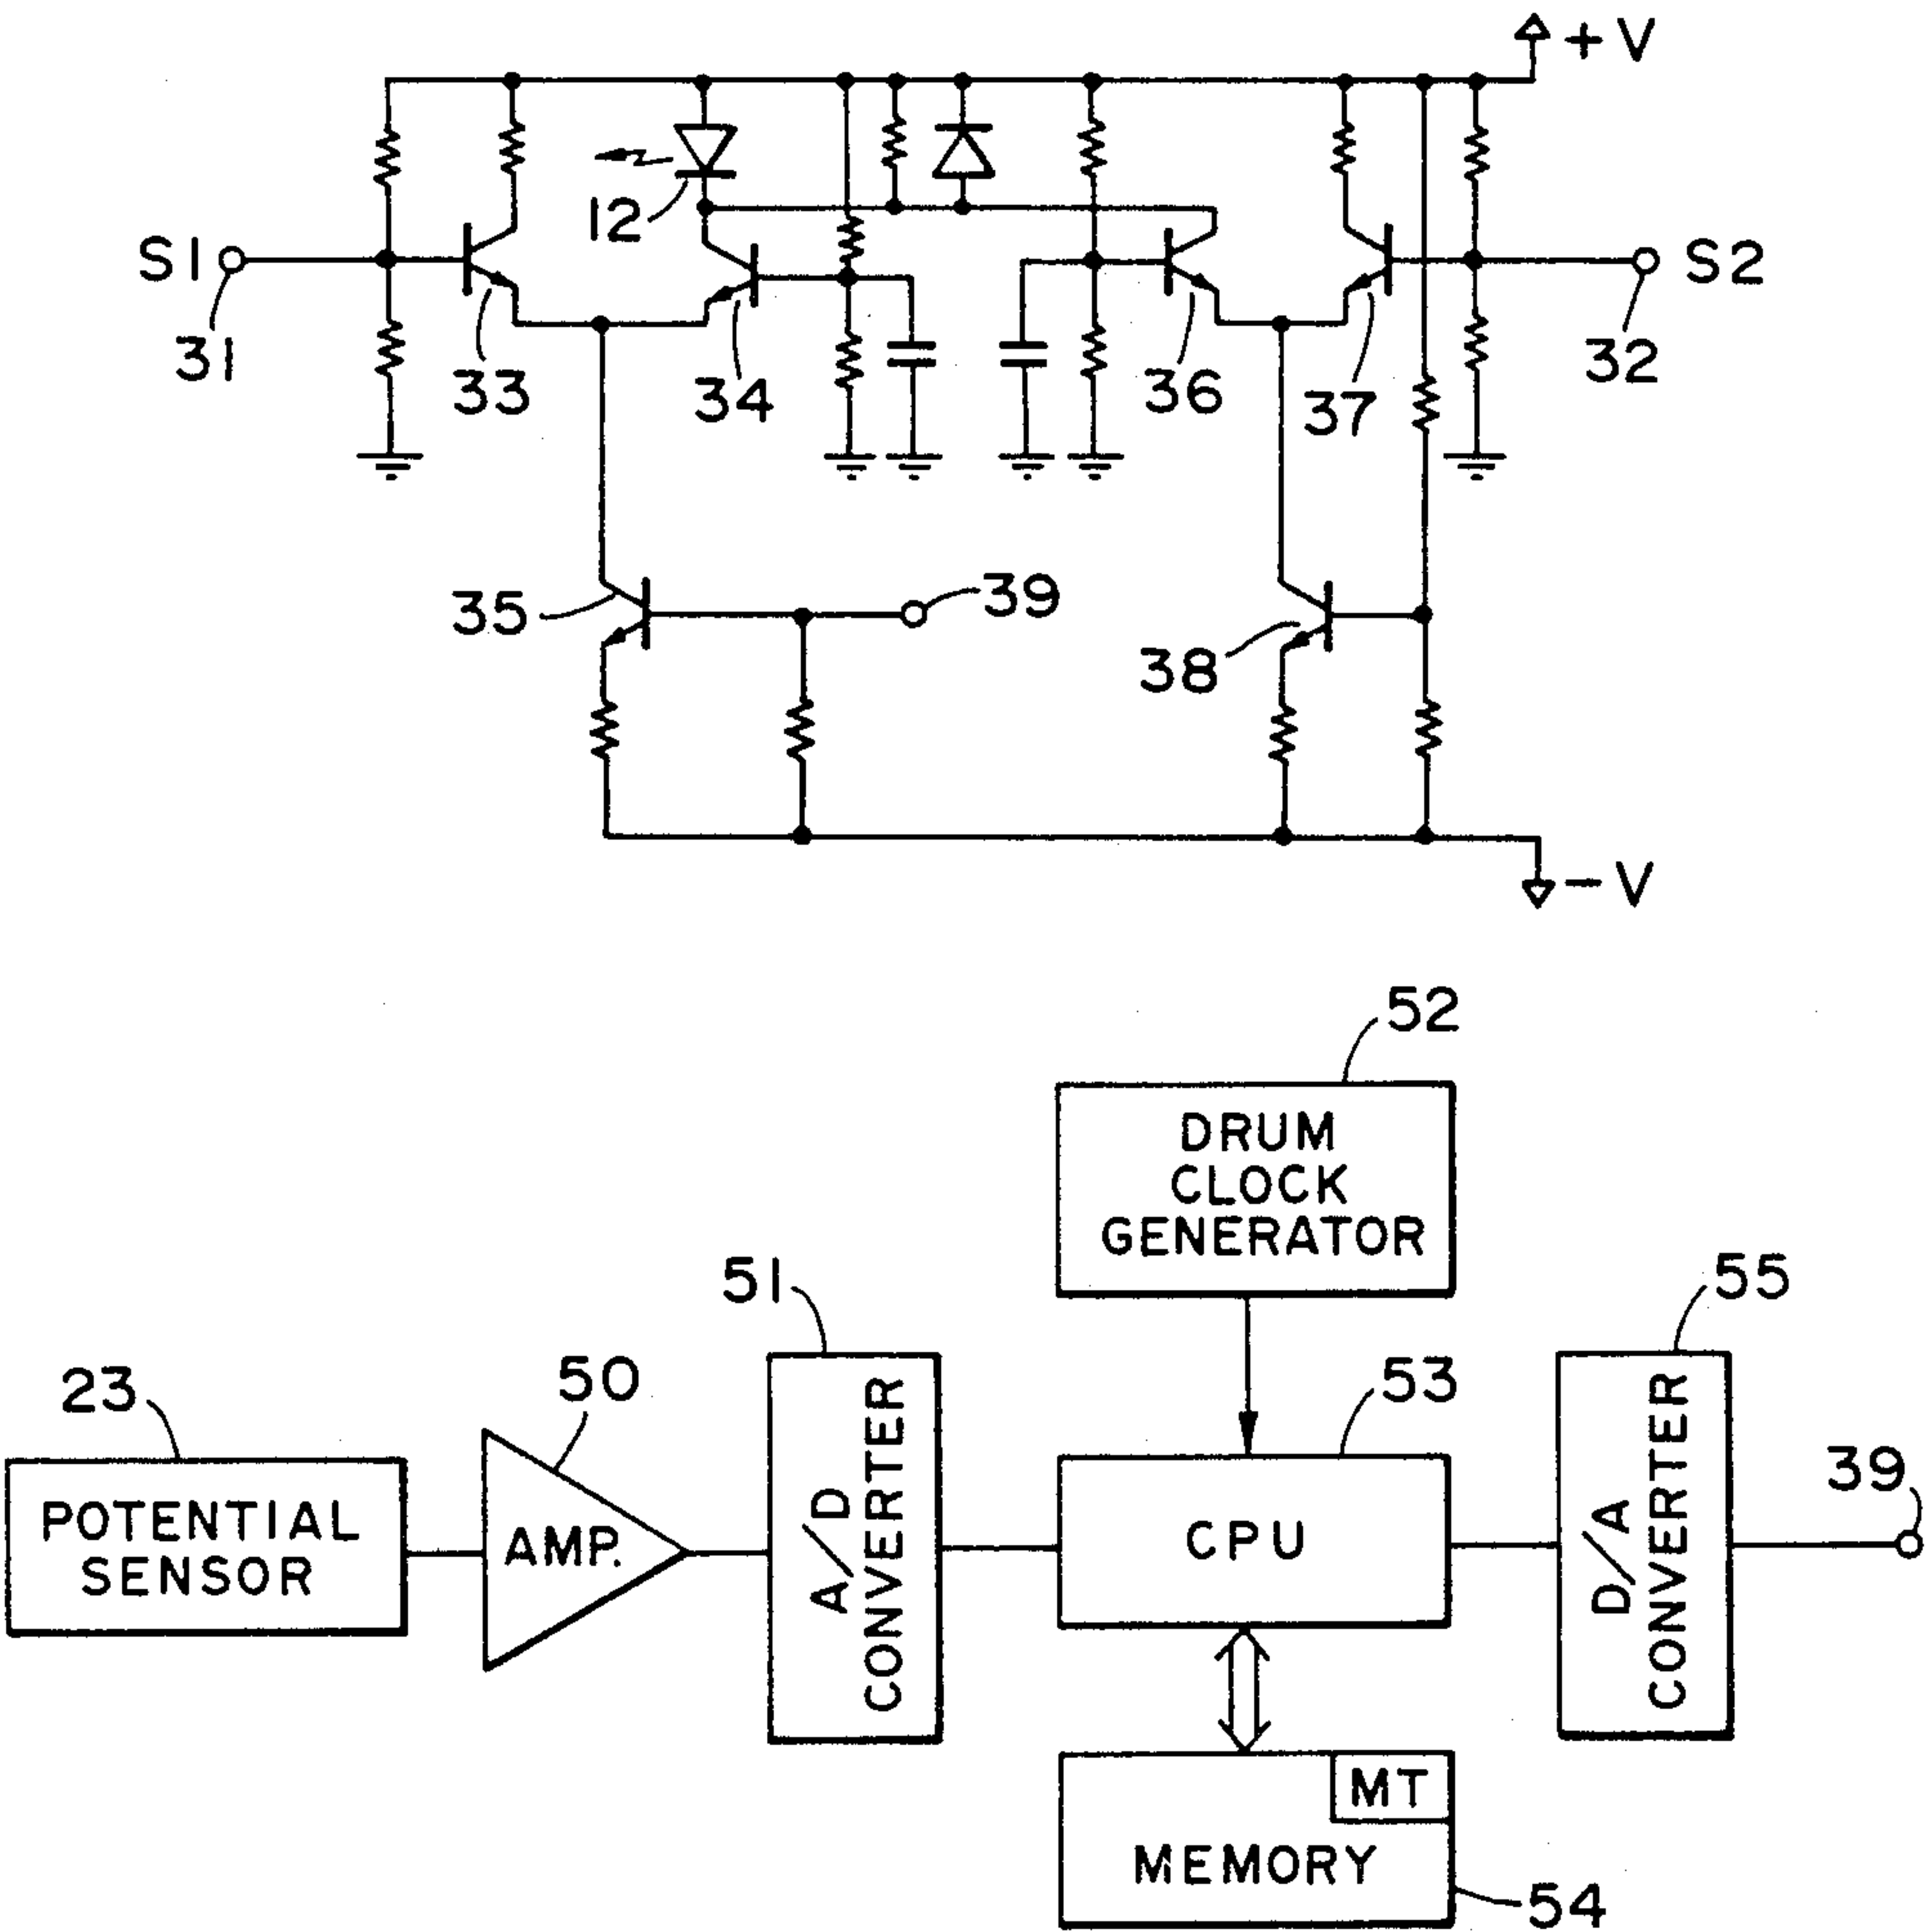 +V
12
S1
S2
31
33
34
36
37
32
35
39
38
-V
52
DRUM
CLOCK
GENERATOR
51
55
23
50
53
39
POTENTIAL
SENSOR
AMP.
A/D
CONVERTER
CPU
D/A
CONVERTER
MT
MEMORY
54